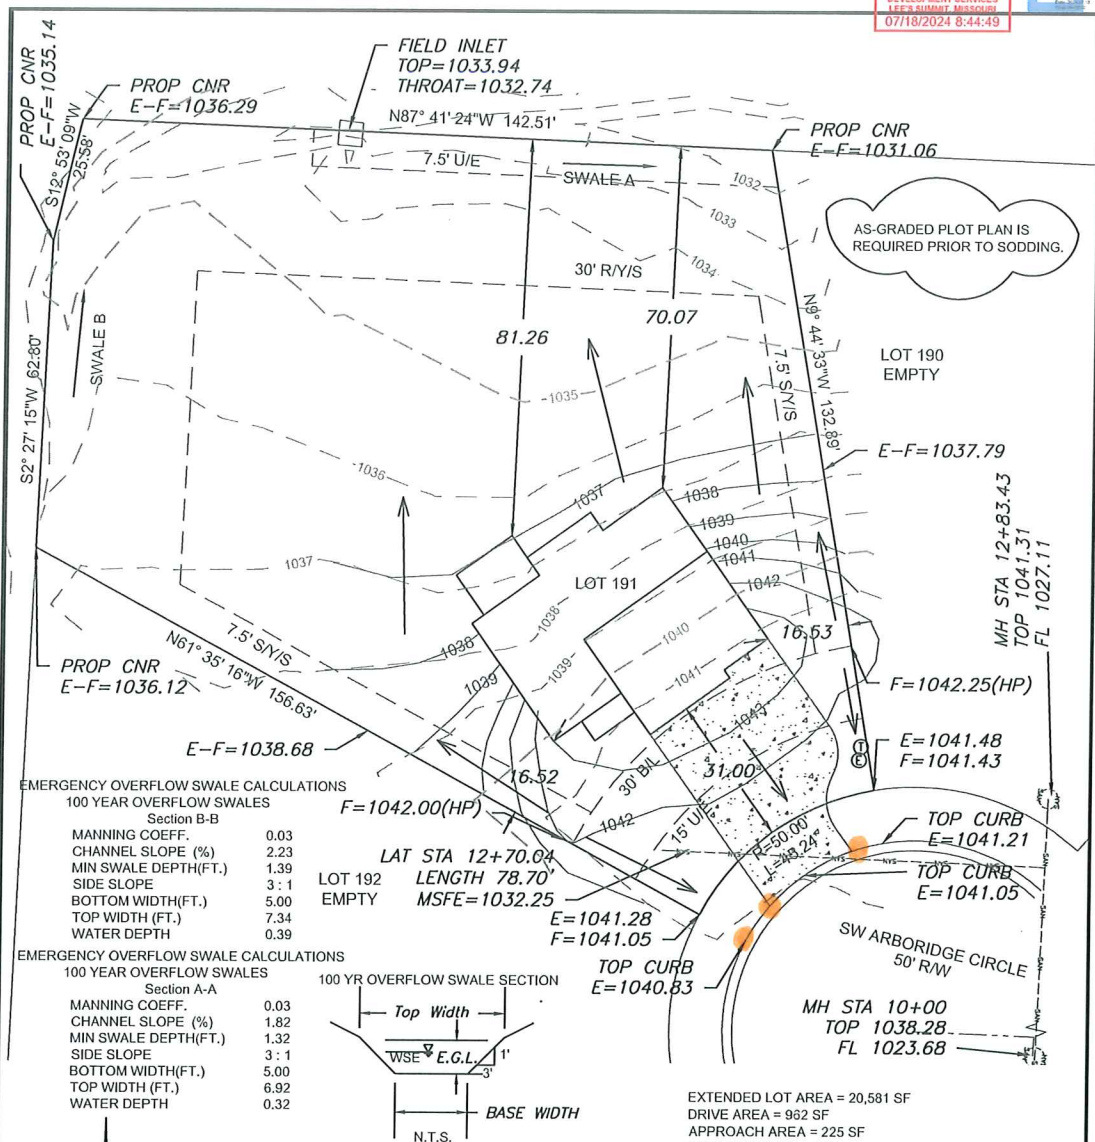 DEVELOPMENT SERVICES
LEE'S SUMMIT, MISSOURI
07/18/2024 8:44:49
PROP CNR
E-F=1035.14
PROP CNR
E-F=1036.29
FIELD INLET
TOP=1033.94
THROAT=1032.74
N87° 41' 24"W 142.51'
PROP CNR
E-F=1031.06
S12° 53' 09"W
25.58'
7.5' U/E
SWALE A
1032
1033
1034
AS-GRADED PLOT PLAN IS
REQUIRED PRIOR TO SODDING.
30' R/Y/S
81.26
70.07
N9° 44' 33"W 132.89'
7.5' S/Y/S
LOT 190
EMPTY
S2° 27' 15"W 62.80'
SWALE B
1035
1036
E-F=1037.79
1037
1038
1039
1040
1041
1042
MH STA 12+83.43
TOP 1041.31
FL 1027.11
1037
LOT 191
1038
1038
1039
1039
1040
1041
1043
16.53
N61° 35' 16"W 156.63'
7.5' S/Y/S
PROP CNR
E-F=1036.12
F=1042.25(HP)
E-F=1038.68
T
E
E=1041.48
F=1041.43
16.52
30' B/L
31.00
F=1042.00(HP)
1042
15' U/E
R=50.00'
L=48.24'
TOP CURB
E=1041.21
TOP CURB
E=1041.05
NYS
NYS
NYS
SAN
SAN
SAN
SAN
EMERGENCY OVERFLOW SWALE CALCULATIONS
100 YEAR OVERFLOW SWALES
Section B-B
MANNING COEFF. 0.03
CHANNEL SLOPE (%) 2.23
MIN SWALE DEPTH(FT.) 1.39
SIDE SLOPE 3 : 1
BOTTOM WIDTH(FT.) 5.00
TOP WIDTH (FT.) 7.34
WATER DEPTH 0.39
LAT STA 12+70.04
LENGTH 78.70
MSFE=1032.25
LOT 192
EMPTY
E=1041.28
F=1041.05
TOP CURB
E=1040.83
SW ARBORIDGE CIRCLE
50' R/W
MH STA 10+00
TOP 1038.28
FL 1023.68
EMERGENCY OVERFLOW SWALE CALCULATIONS
100 YEAR OVERFLOW SWALES
Section A-A
MANNING COEFF. 0.03
CHANNEL SLOPE (%) 1.82
MIN SWALE DEPTH(FT.) 1.32
SIDE SLOPE 3 : 1
BOTTOM WIDTH(FT.) 5.00
TOP WIDTH (FT.) 6.92
WATER DEPTH 0.32
100 YR OVERFLOW SWALE SECTION
Top Width
WSE E.G.L.
1'
3'
BASE WIDTH
N.T.S.
EXTENDED LOT AREA = 20,581 SF
DRIVE AREA = 962 SF
APPROACH AREA = 225 SF